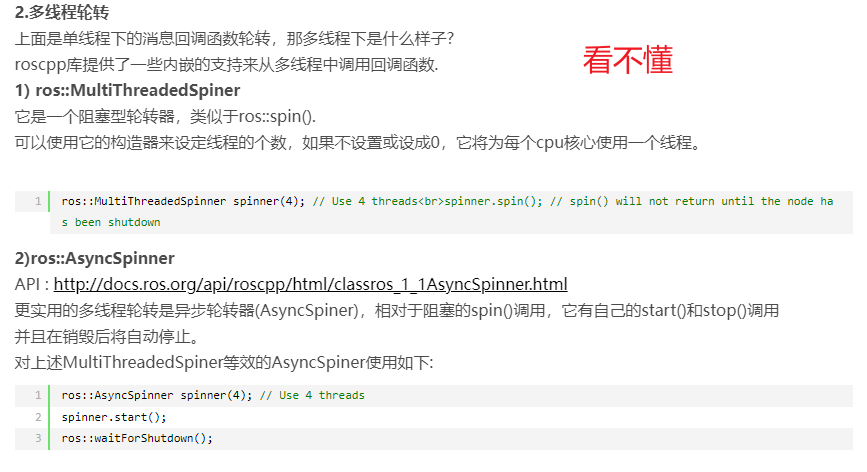 2.多线程轮转
上面是单线程下的消息回调函数轮转，那多线程下是什么样子?
看不懂
roscpp库提供了一些内嵌的支持来从多线程中调用回调函数.
1) ros::MultiThreadedSpiner
它是一个阻塞型轮转器，类似于ros::spin().
可以使用它的构造器来设定线程的个数，如果不设置或设成0，它将为每个cpu核心使用一个线程。
1 ros::MultiThreadedSpinner spinner(4); // Use 4 threads<br>spinner.spin(); // spin() will not return until the node ha
s been shutdown
2)ros::AsyncSpinner
API : http://docs.ros.org/api/roscpp/html/classros_1_1AsyncSpinner.html
更实用的多线程轮转是异步轮转器(AsyncSpiner)，相对于阻塞的spin()调用，它有自己的start()和stop()调用
并且在销毁后将自动停止。
对上述MultiThreadedSpiner等效的AsyncSpiner使用如下:
1 ros::AsyncSpinner spinner(4); // Use 4 threads
2 spinner.start();
3 ros::waitForShutdown();